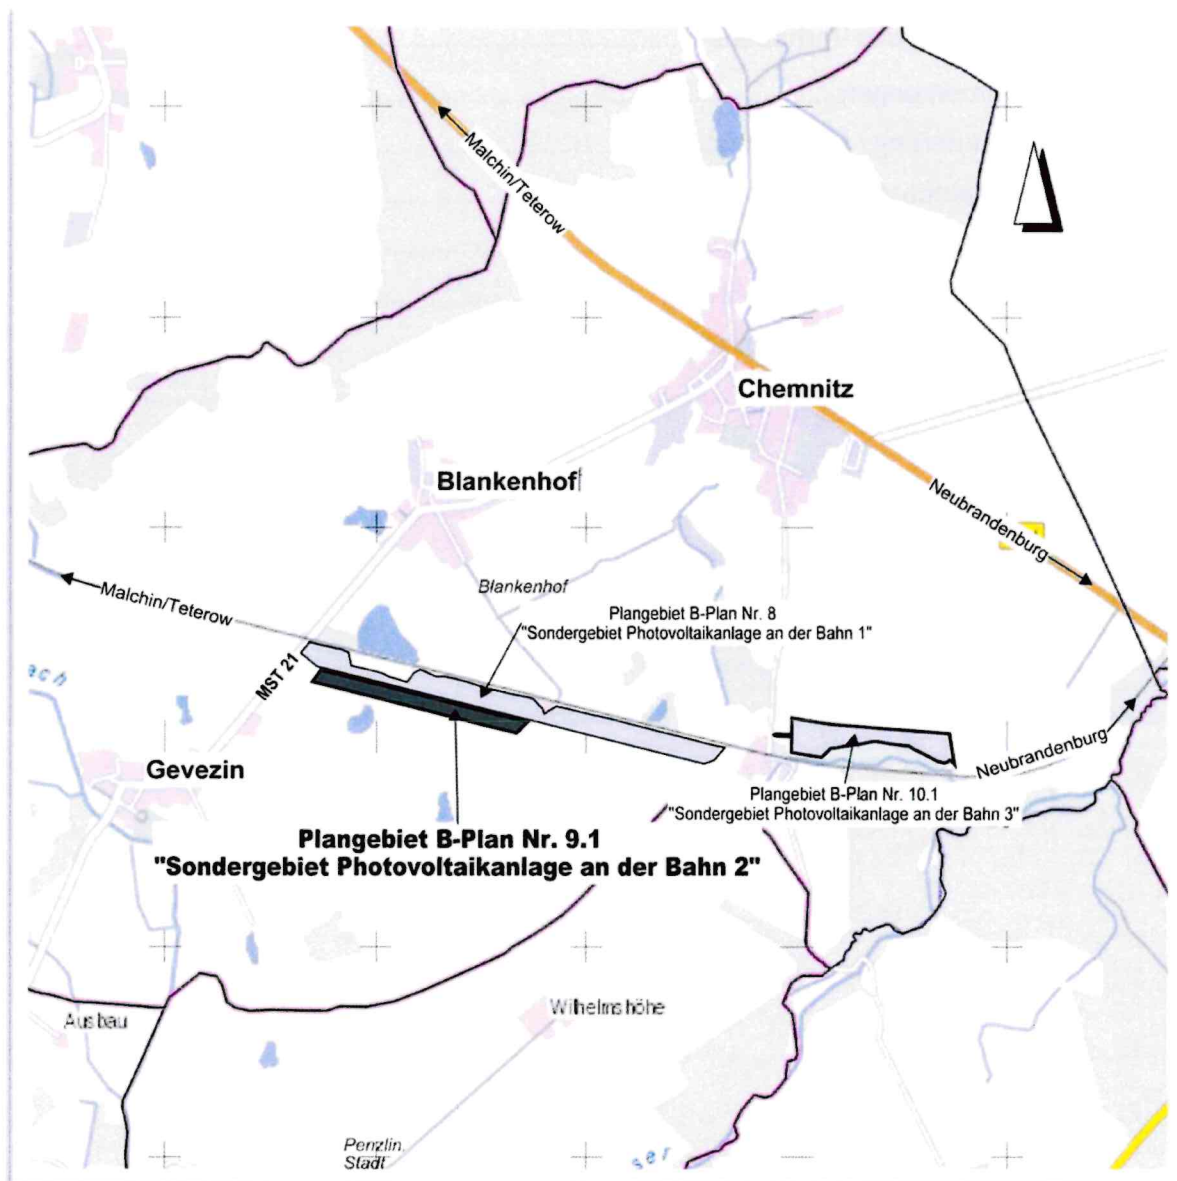 Malchin/Teterow
Chemnitz
Blankenhof
Neubrandenburg
Blankenhof
Malchin/Teterow
Plangebiet B-Plan Nr. 8
"Sondergebiet Photovoltaikanlage an der Bahn 1"
MST 21
ach
Neubrandenburg
Gevezin
Plangebiet B-Plan Nr. 10.1
"Sondergebiet Photovoltaikanlage an der Bahn 3"
Plangebiet B-Plan Nr. 9.1
"Sondergebiet Photovoltaikanlage an der Bahn 2"
Wilhelmshöhe
Ausbau
Penzlin,
Stadt
ser